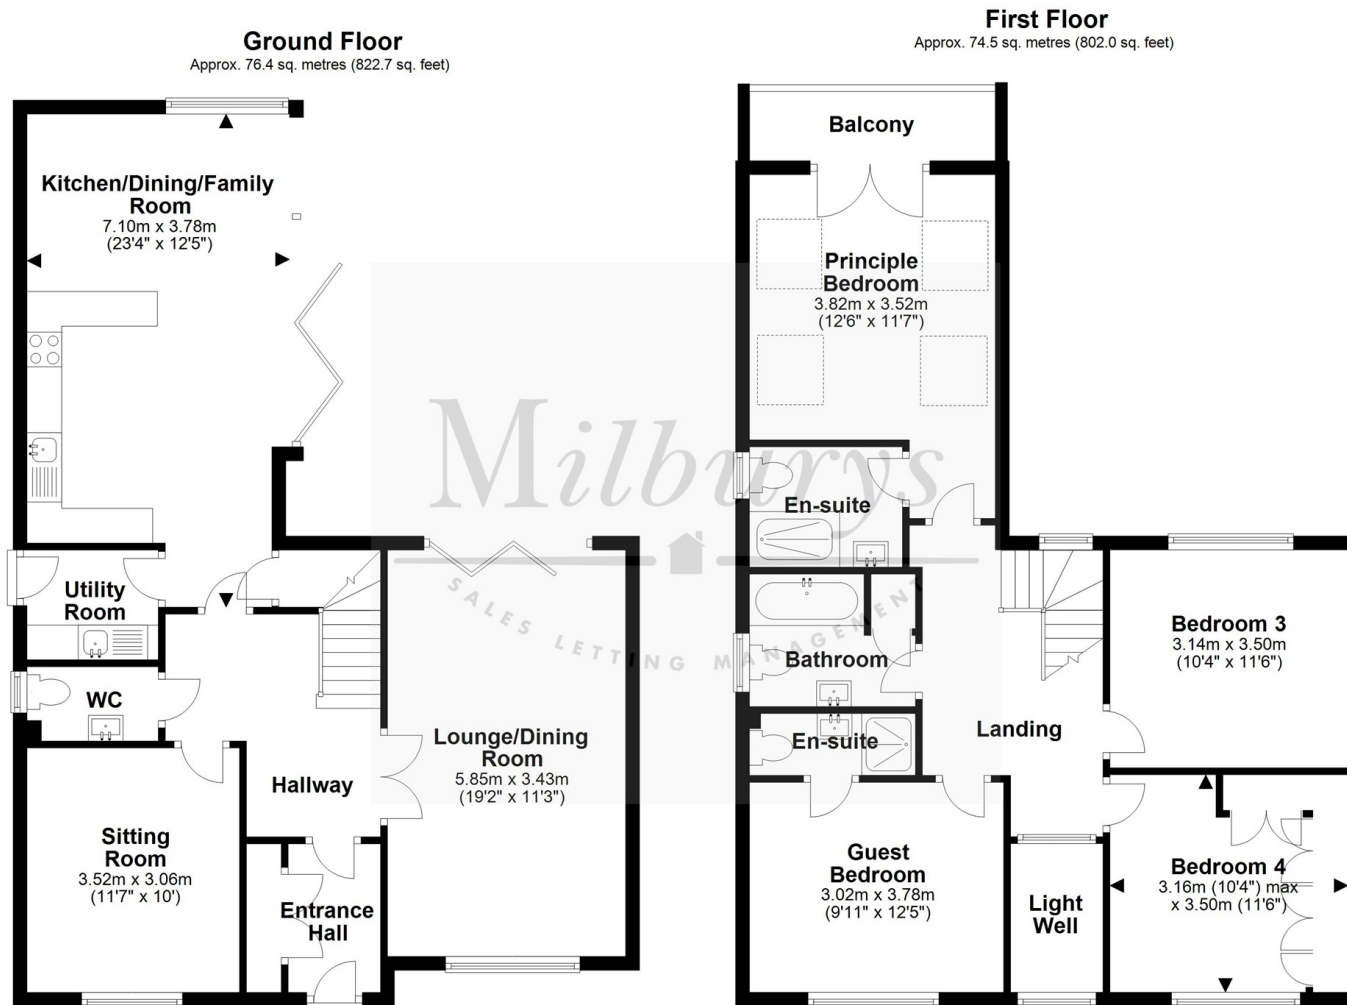 Ground Floor
Approx. 76.4 sq. metres (822.7 sq. feet)
Kitchen/Dining/Family
Room
7.10m x 3.78m
(23'4" x 12'5")
Utility
Room
WC
Hallway
Lounge/Dining
Room
5.85m x 3.43m
(19'2" x 11'3")
Sitting
Room
3.52m x 3.06m
(11'7" x 10')
Entrance
Hall
First Floor
Approx. 74.5 sq. metres (802.0 sq. feet)
Balcony
Principle
Bedroom
3.82m x 3.52m
(12'6" x 11'7")
En-suite
Bathroom
En-suite
Landing
Bedroom 3
3.14m x 3.50m
(10'4" x 11'6")
Guest
Bedroom
3.02m x 3.78m
(9'11" x 12'5")
Light
Well
Bedroom 4
3.16m (10'4") max
x 3.50m (11'6")
Milburys
SALES LETTING MANAGEMENT